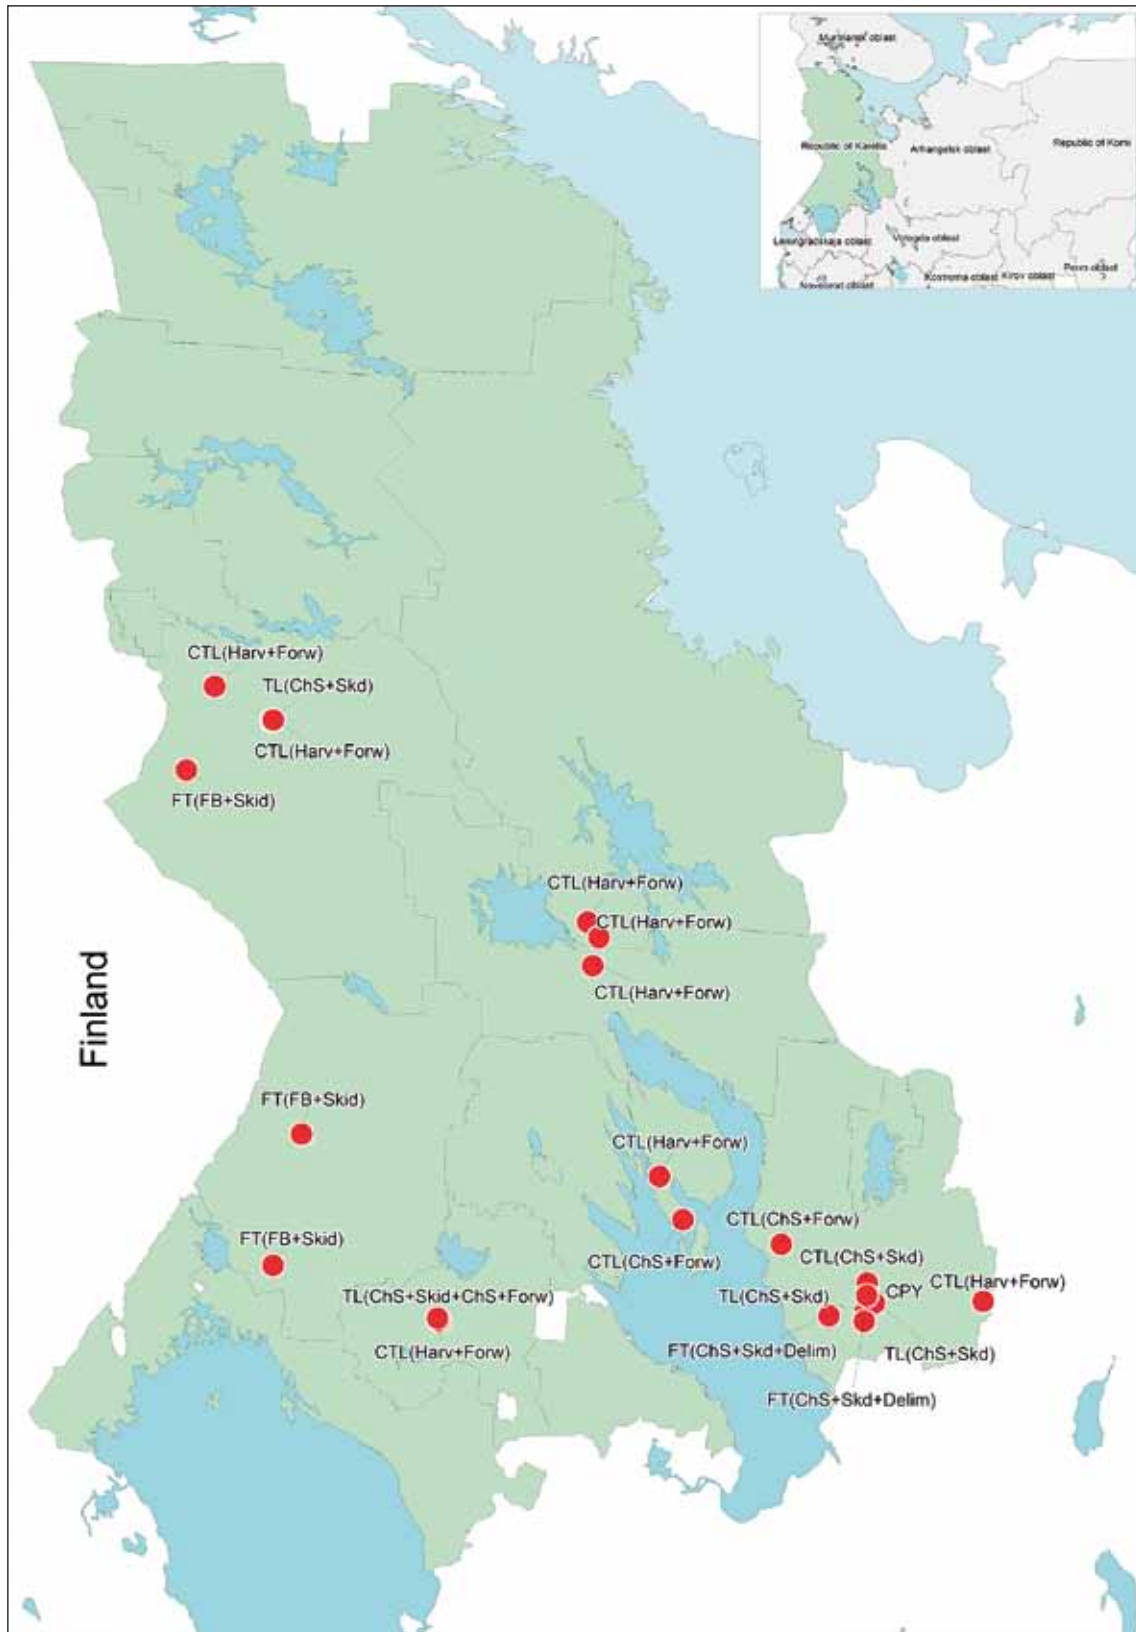 Murmansk oblast
Republic of Karelia
Arhangelsk oblast
Republic of Komi
Leningradskaja oblast
Vologda oblast
Kostroma oblast
Kirov oblast
Perm oblast
Novgorod oblast
CTL(Harv+Forw)
TL(ChS+Skd)
CTL(Harv+Forw)
FT(FB+Skid)
CTL(Harv+Forw)
CTL(Harv+Forw)
CTL(Harv+Forw)
Finland
FT(FB+Skid)
CTL(Harv+Forw)
CTL(ChS+Forw)
FT(FB+Skid)
CTL(ChS+Skd)
CTL(ChS+Forw)
CTL(Harv+Forw)
CPY
TL(ChS+Skid+ChS+Forw)
TL(ChS+Skd)
CTL(Harv+Forw)
FT(ChS+Skd+Delim)
TL(ChS+Skd)
FT(ChS+Skd+Delim)